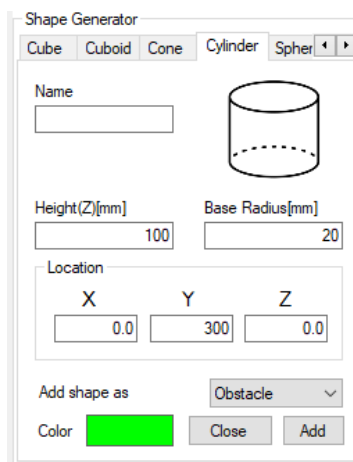 Shape Generator
Cube Cuboid Cone Cylinder Spher
Name
Height(Z)[mm] Base Radius[mm]
100 20
Location
X Y Z
0.0 300 0.0
Add shape as Obstacle
Color Close Add